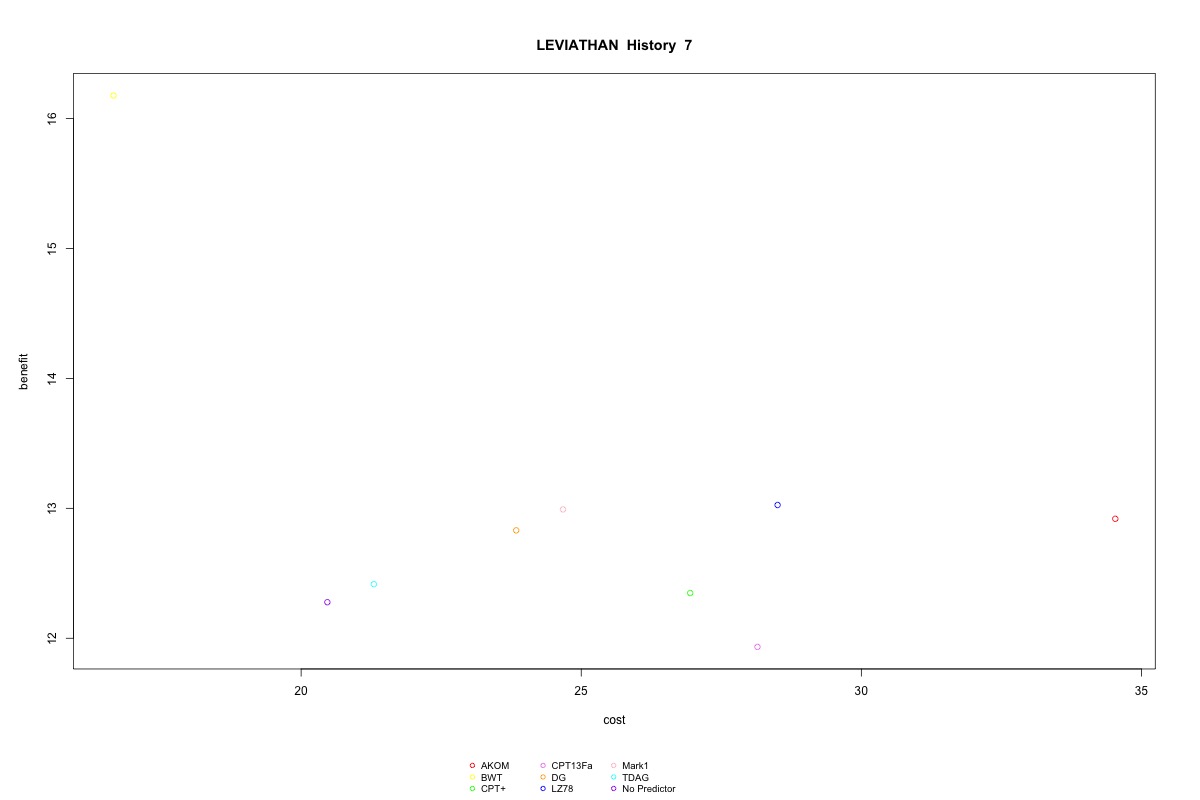 LEVIATHAN History 7
benefit
16
15
14
13
12
20 25 30 35
cost
AKOM CPT13Fa Mark1
BWT DG TDAG
CPT+ LZ78 No Predictor